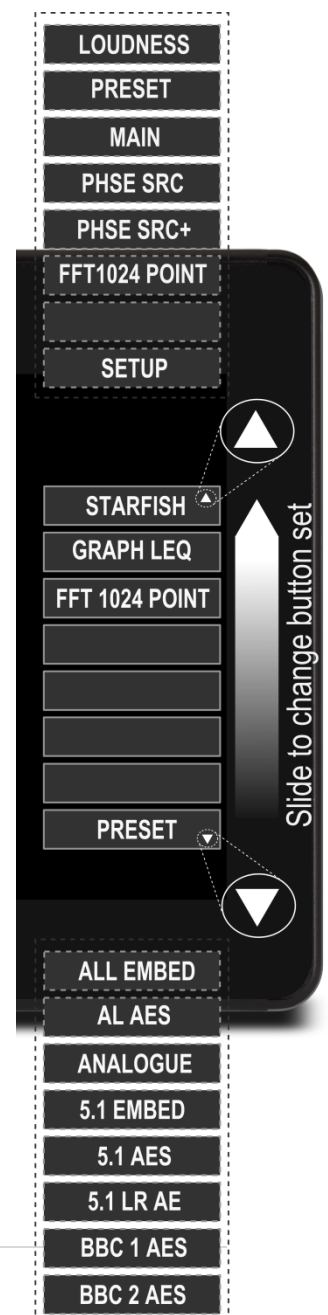 LOUDNESS
PRESET
MAIN
PHSE SRC
PHSE SRC+
FFT1024 POINT
SETUP
STARFISH
GRAPH LEQ
FFT 1024 POINT
PRESET
Slide to change button set
ALL EMBED
AL AES
ANALOGUE
5.1 EMBED
5.1 AES
5.1 LR AE
BBC 1 AES
BBC 2 AES